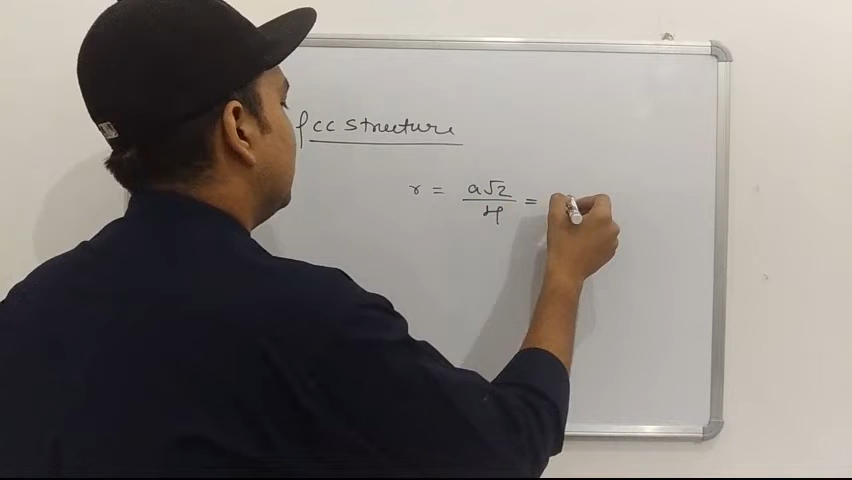 fcc structure
r = a√2/4 =